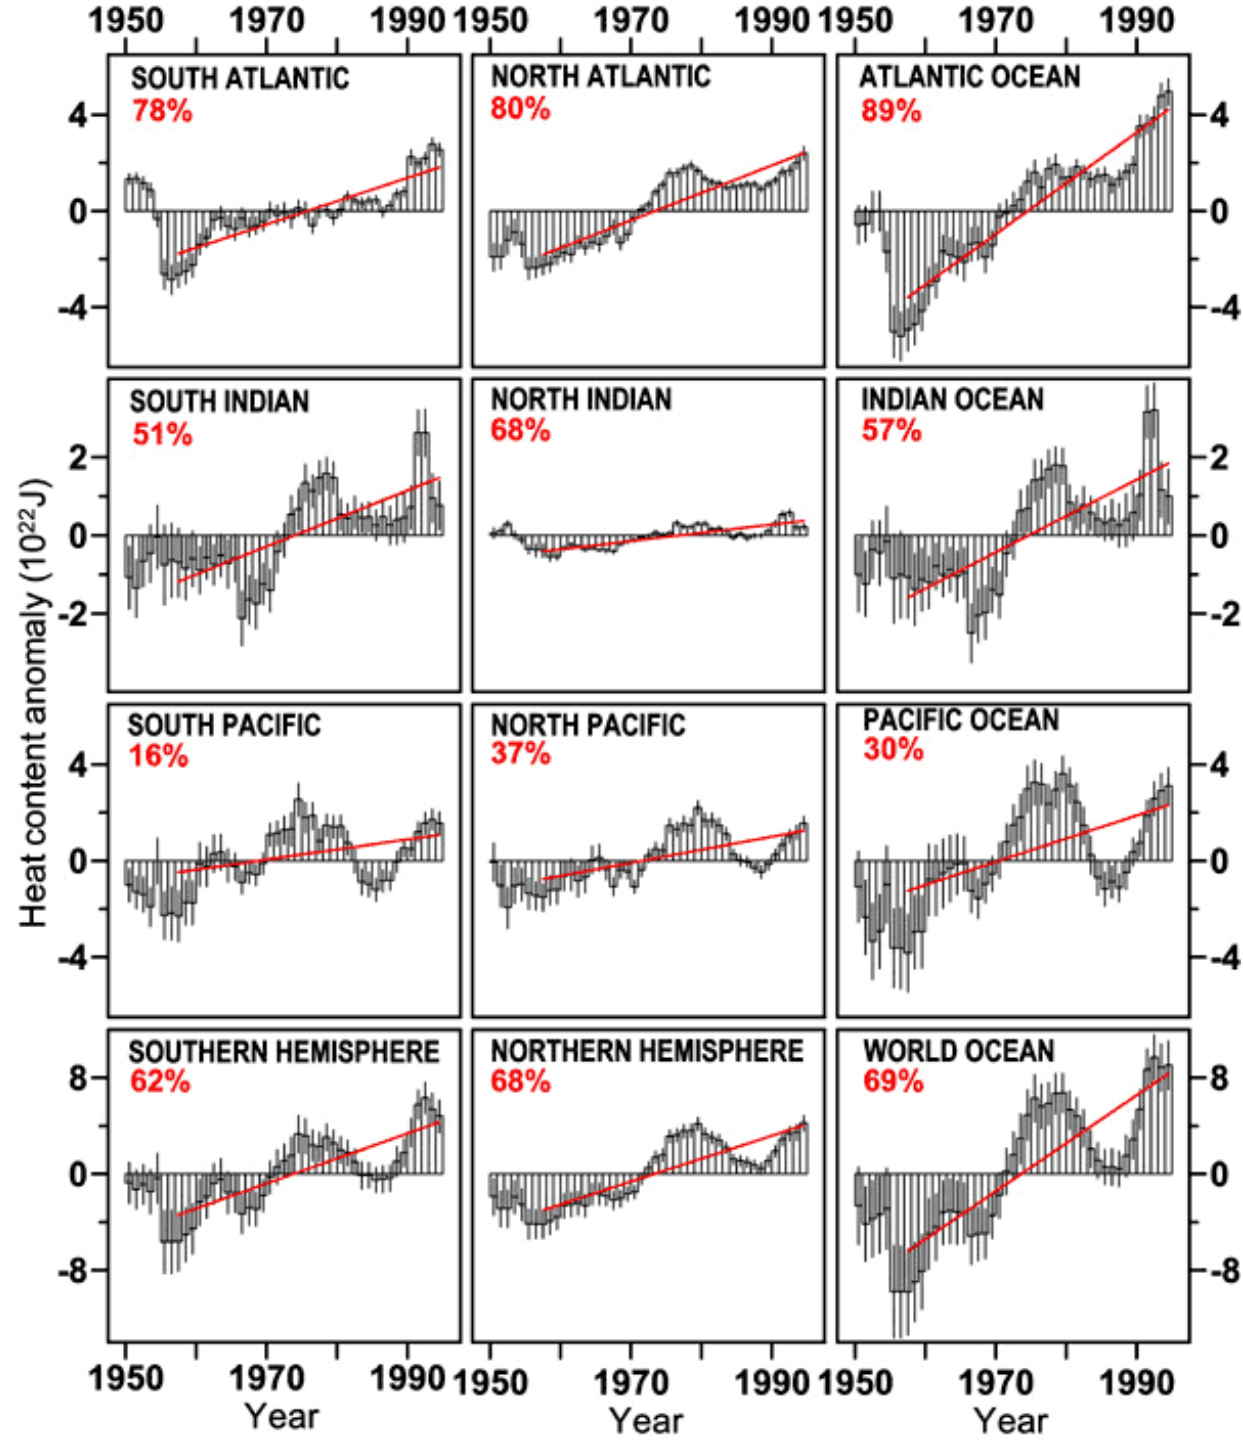 1950 1970 1990 1950 1970 1990 1950 1970 1990
SOUTH ATLANTIC
78%
NORTH ATLANTIC
80%
ATLANTIC OCEAN
89%
4
0
-4
4
0
-4
SOUTH INDIAN
51%
NORTH INDIAN
68%
INDIAN OCEAN
57%
2
0
-2
2
0
-2
Heat content anomaly (10²²J)
SOUTH PACIFIC
16%
NORTH PACIFIC
37%
PACIFIC OCEAN
30%
4
0
-4
4
0
-4
SOUTHERN HEMISPHERE
62%
NORTHERN HEMISPHERE
68%
WORLD OCEAN
69%
8
0
-8
8
0
-8
1950 1970 1990 1950 1970 1990 1950 1970 1990
Year Year Year